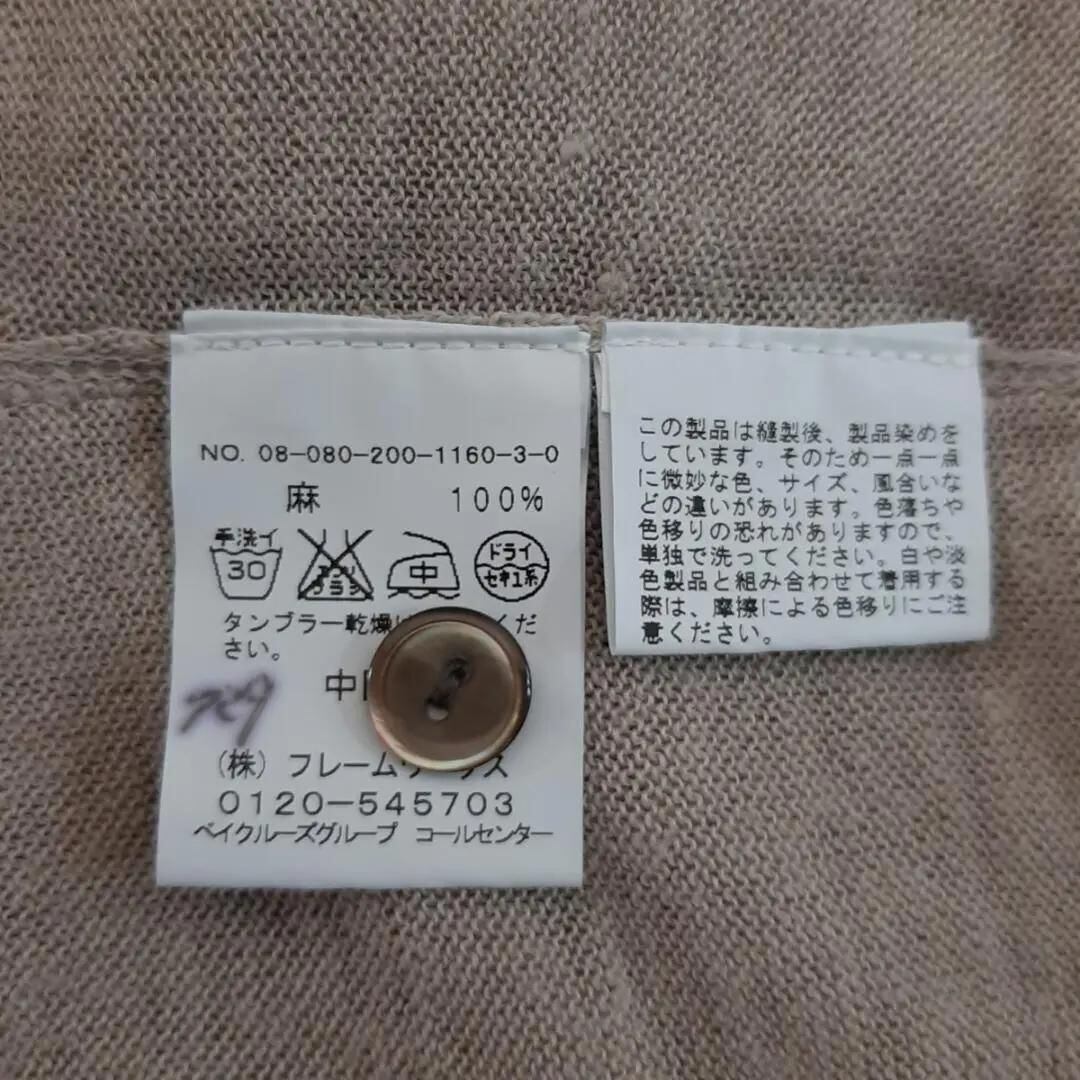 NO. 08-080-200-1160-3-0
麻 100%
手洗イ 30 中 ドライ セキユ系
タンブラー乾燥 くだ
さい。
中
(株) フレーム
0120-545703
ベイクルーズグループ コールセンター
この製品は縫製後、製品染めを
しています。そのため一点一点
に微妙な色、サイズ、風合いな
どの違いがあります。色落ちや
色移りの恐れがありますので、
単独で洗ってください。白や淡
色製品と組み合わせて着用する
際は、摩擦による色移りにご注
意ください。